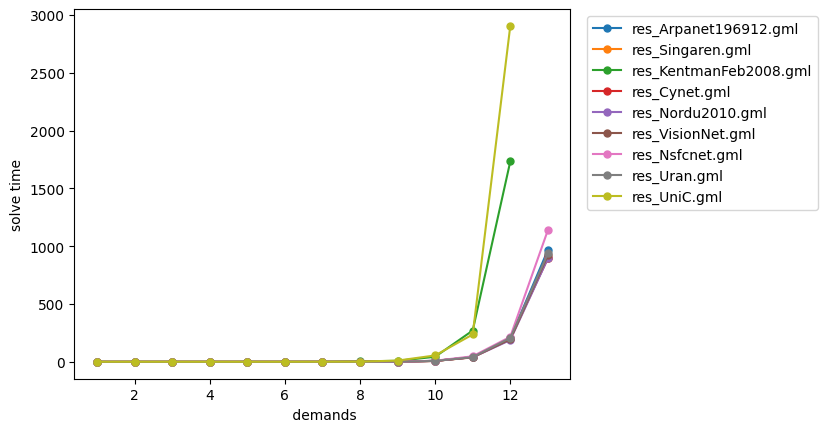 3000
2500
2000
1500
1000
500
0
solve time
2 4 6 8 10 12
demands
res_Arpanet196912.gml
res_Singaren.gml
res_KentmanFeb2008.gml
res_Cynet.gml
res_Nordu2010.gml
res_VisionNet.gml
res_Nsfcnet.gml
res_Uran.gml
res_UniC.gml